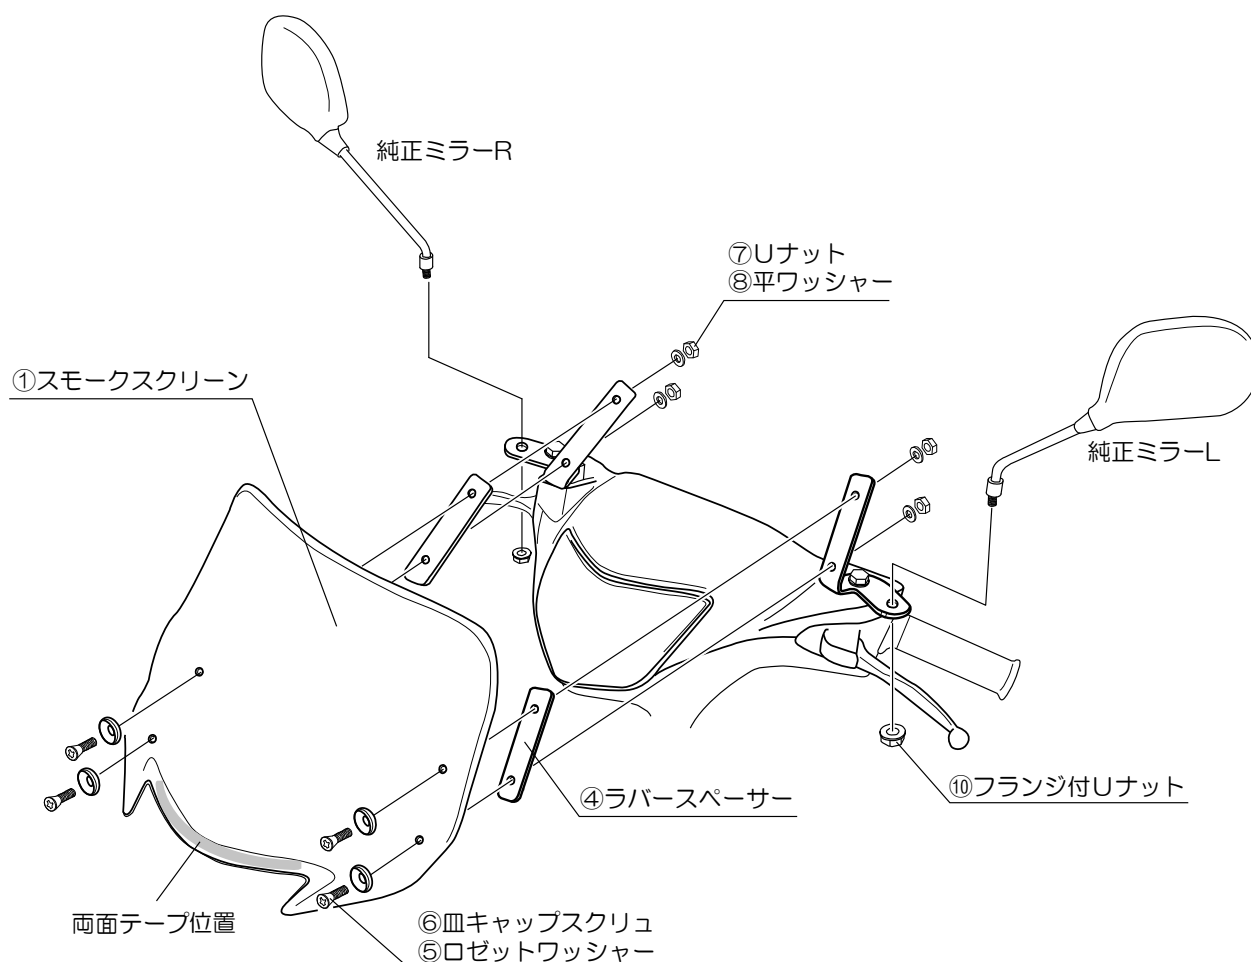 純正ミラーR
⑦Uナット
⑧平ワッシャー
①スモークスクリーン
純正ミラーL
④ラバースペーサー
⑩フランジ付Uナット
両面テープ位置
⑥皿キャップスクリュ
⑤ロゼットワッシャー